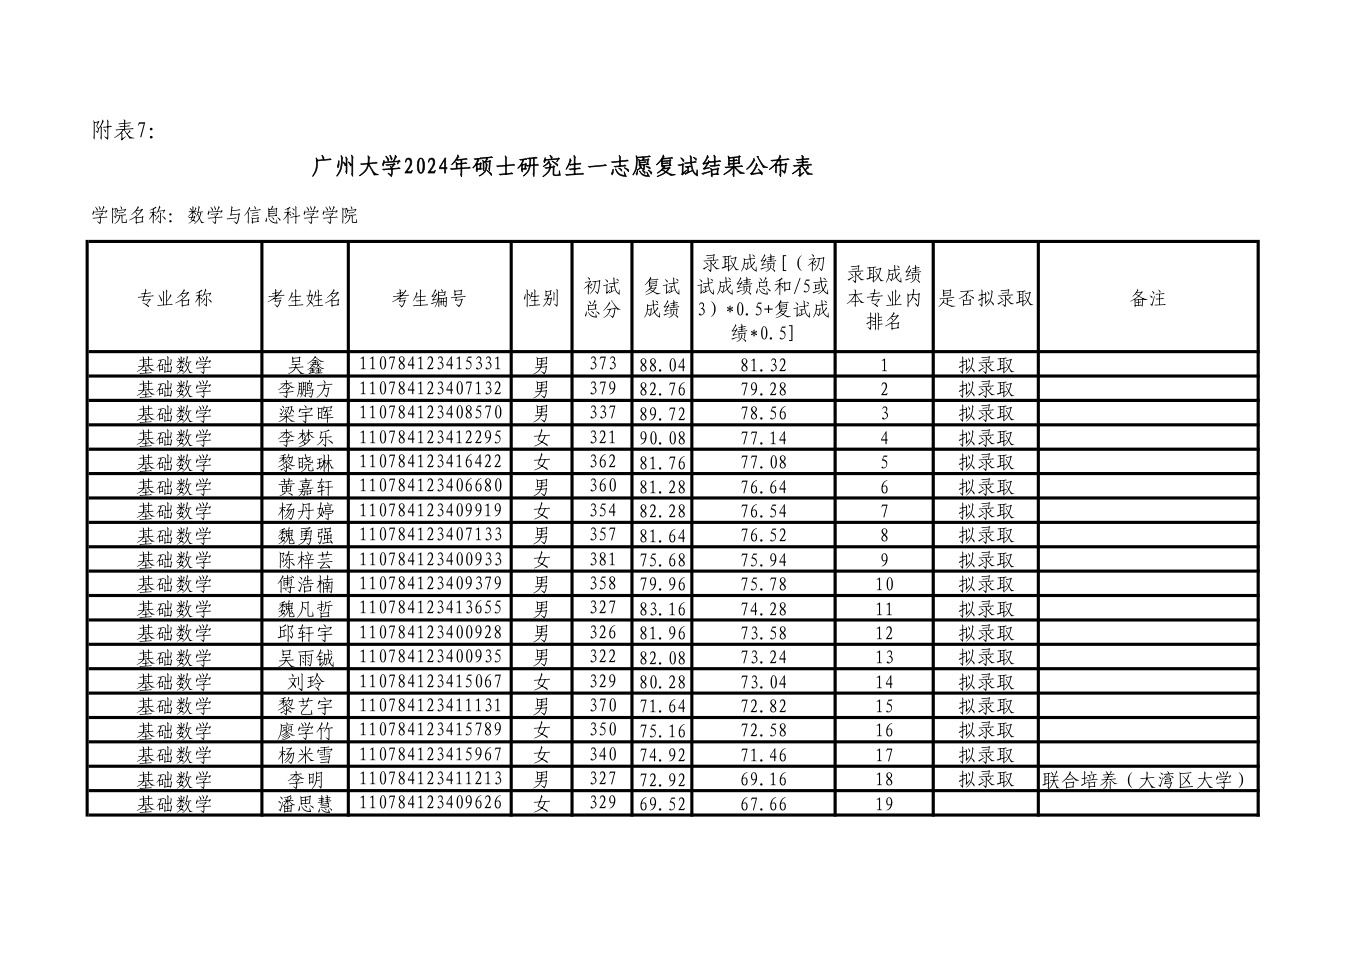 附表7：
广州大学2024年硕士研究生一志愿复试结果公布表
学院名称：数学与信息科学学院
专业名称 考生姓名 考生编号 性别 初试总分 复试成绩 录取成绩[（初试成绩总和/5或3）*0.5+复试成绩*0.5] 录取成绩本专业内排名 是否拟录取 备注
基础数学 吴鑫 110784123415331 男 373 88.04 81.32 1 拟录取
基础数学 李鹏方 110784123407132 男 379 82.76 79.28 2 拟录取
基础数学 梁宇晖 110784123408570 男 337 89.72 78.56 3 拟录取
基础数学 李梦乐 110784123412295 女 321 90.08 77.14 4 拟录取
基础数学 黎晓琳 110784123416422 女 362 81.76 77.08 5 拟录取
基础数学 黄嘉轩 110784123406680 男 360 81.28 76.64 6 拟录取
基础数学 杨丹婷 110784123409919 女 354 82.28 76.54 7 拟录取
基础数学 魏勇强 110784123407133 男 357 81.64 76.52 8 拟录取
基础数学 陈梓芸 110784123400933 女 381 75.68 75.94 9 拟录取
基础数学 傅浩楠 110784123409379 男 358 79.96 75.78 10 拟录取
基础数学 魏凡哲 110784123413655 男 327 83.16 74.28 11 拟录取
基础数学 邱轩宇 110784123400928 男 326 81.96 73.58 12 拟录取
基础数学 吴雨铖 110784123400935 男 322 82.08 73.24 13 拟录取
基础数学 刘玲 110784123415067 女 329 80.28 73.04 14 拟录取
基础数学 黎艺宇 110784123411131 男 370 71.64 72.82 15 拟录取
基础数学 廖学竹 110784123415789 女 350 75.16 72.58 16 拟录取
基础数学 杨米雪 110784123415967 女 340 74.92 71.46 17 拟录取
基础数学 李明 110784123411213 男 327 72.92 69.16 18 拟录取 联合培养（大湾区大学）
基础数学 潘思慧 110784123409626 女 329 69.52 67.66 19